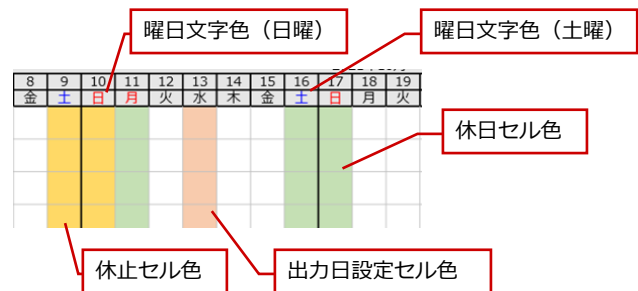 曜日文字色（日曜）
曜日文字色（土曜）
8 9 10 11 12 13 14 15 16 17 18 19
金 土 日 月 火 水 木 金 土 日 月 火
休日セル色
休止セル色
出力日設定セル色